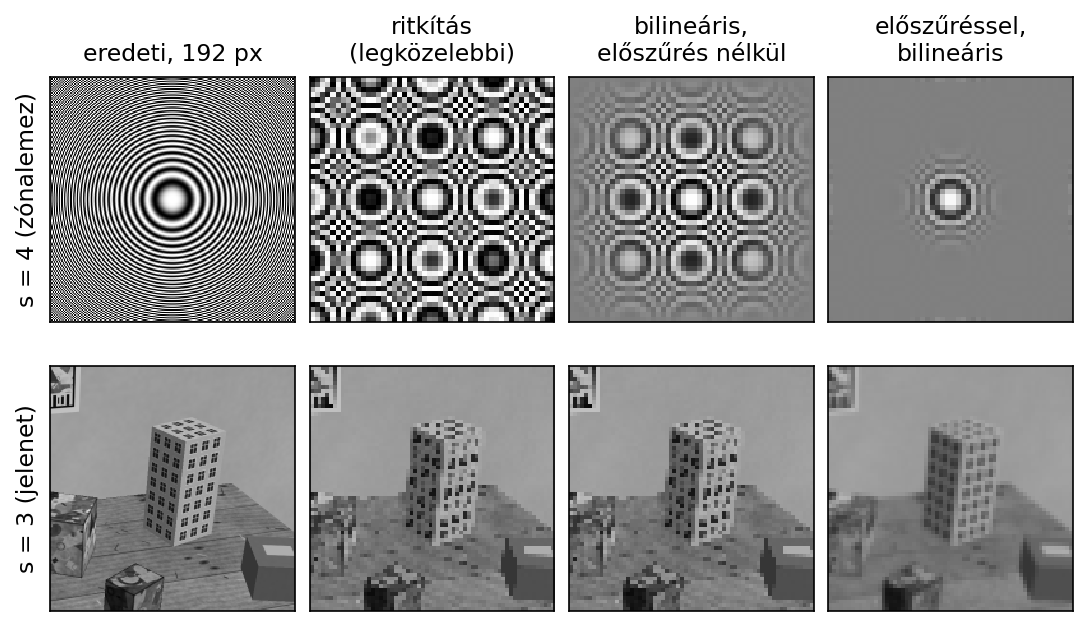 eredeti, 192 px
ritkítás
(legközelebbi)
bilineáris,
előszűrés nélkül
előszűréssel,
bilineáris
s = 4 (zónalemez)
s = 3 (jelenet)